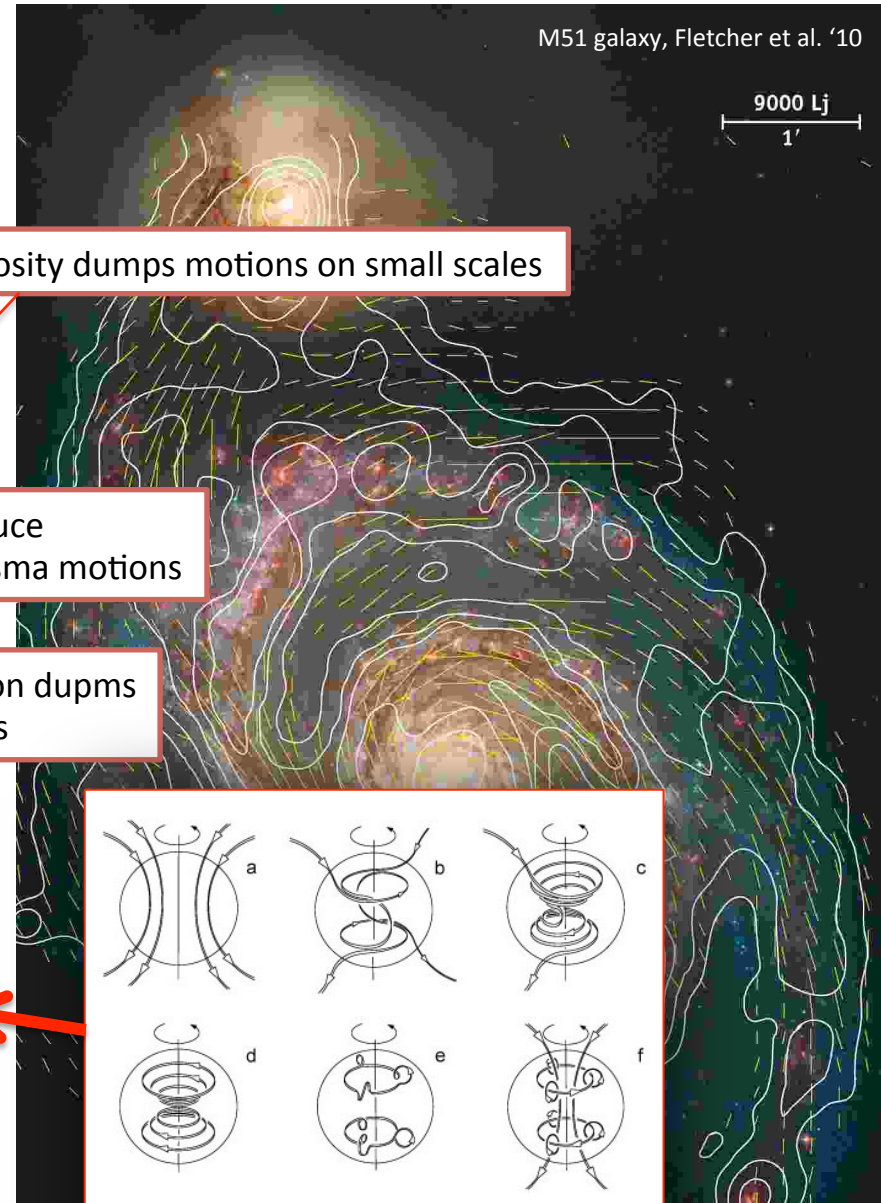 M51 galaxy, Fletcher et al. ‘10
9000 Lj
1′
osity dumps motions on small scales
uce
sma motions
on dupms
s
a
b
c
d
e
f